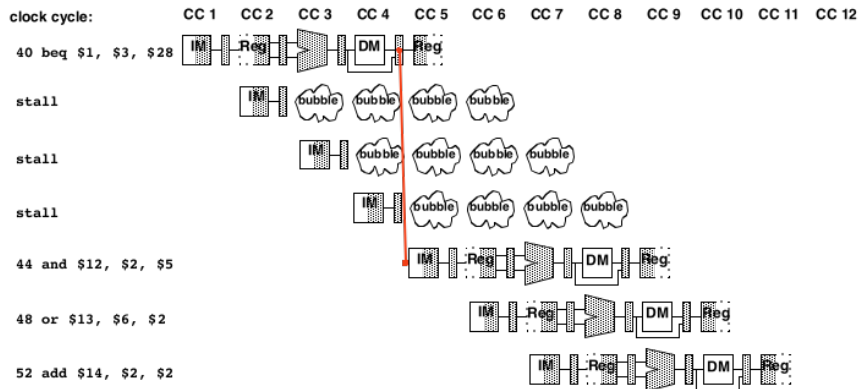 clock cycle: CC 1 CC 2 CC 3 CC 4 CC 5 CC 6 CC 7 CC 8 CC 9 CC 10 CC 11 CC 12
40 beq $1, $3, $28 IM Reg DM Reg
stall IM bubble bubble bubble bubble
stall IM bubble bubble bubble bubble
stall IM bubble bubble bubble bubble
44 and $12, $2, $5 IM Reg DM Reg
48 or $13, $6, $2 IM Reg DM Reg
52 add $14, $2, $2 IM Reg DM Reg